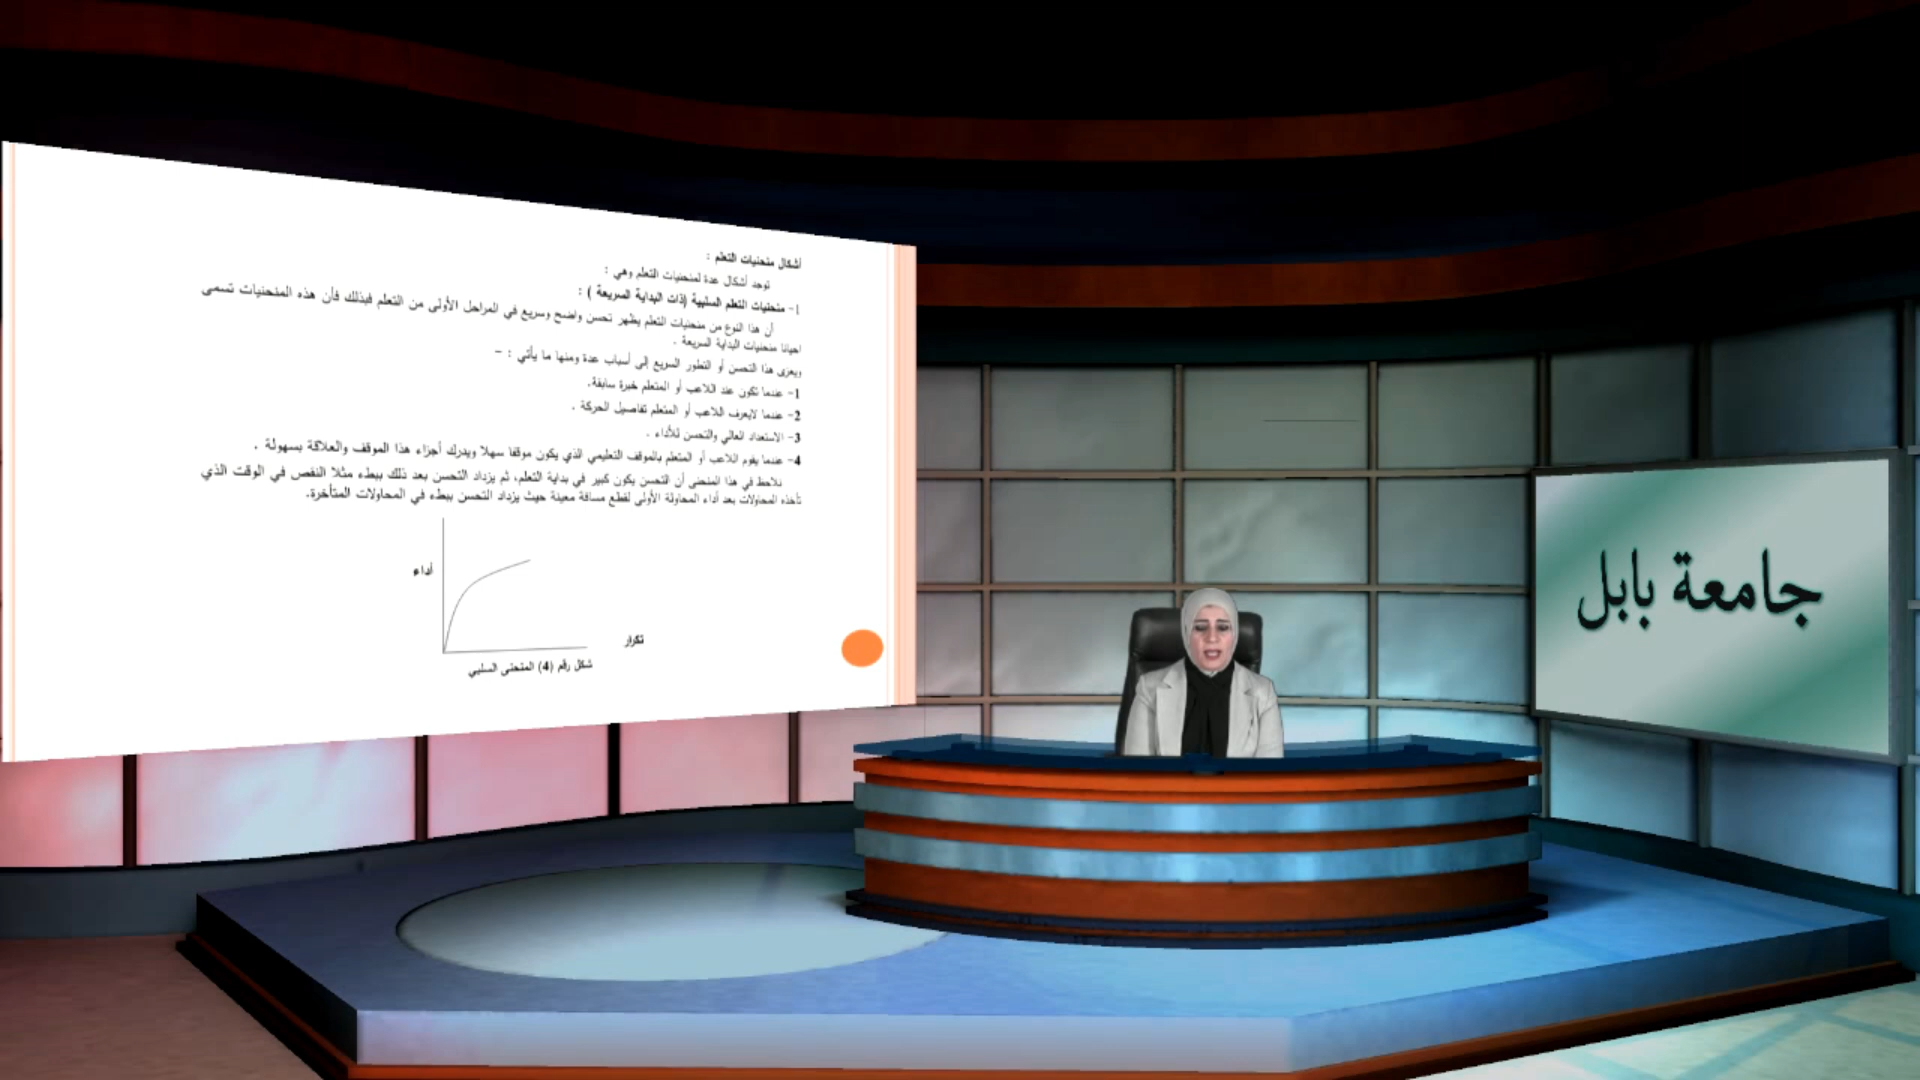 أشكال منحنيات التعلم :
توجد أشكال عدة لمنحنيات التعلم وهي :
1- منحنيات التعلم السلبية (ذات البداية السريعة ) :
أن هذا النوع من منحنيات التعلم يظهر تحسن واضح وسريع في المراحل الأولى من التعلم فبذلك فأن هذه المنحنيات تسمى
احيانا منحنيات البداية السريعة .
ويعزى هذا التحسن أو التطور السريع إلى أسباب عدة ومنها ما يأتي : –
1– عندما تكون عند اللاعب أو المتعلم خبرة سابقة.
2– عندما لايعرف اللاعب أو المتعلم تفاصيل الحركة .
3– الاستعداد العالي والتحسن للأداء .
4– عندما يقوم اللاعب أو المتعلم بالموقف التعليمي الذي يكون موقفا سهلا ويدرك أجزاء هذا الموقف والعلاقة بسهولة .
نلاحظ في هذا المنحنى أن التحسن يكون كبير في بداية التعلم، ثم يزداد التحسن بعد ذلك ببطء مثلا النقص في الوقت الذي
تأخذه المحاولات بعد أداء المحاولة الأولى لقطع مسافة معينة حيث يزداد التحسن ببطء في المحاولات المتأخرة.
أداء
تكرار
شكل رقم (4) المنحنى السلبي
جامعة بابل